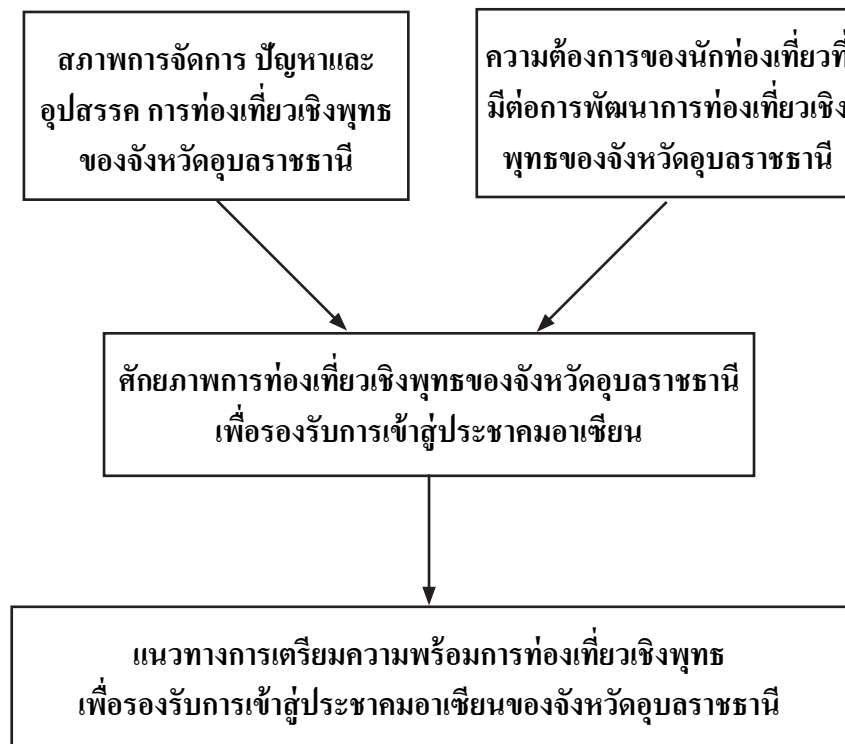 สภาพการจัดการ ปัญหาและ
อุปสรรค การท่องเที่ยวเชิงพุทธ
ของจังหวัดอุบลราชธานี
ความต้องการของนักท่องเที่ยวที่
มีต่อการพัฒนาการท่องเที่ยวเชิง
พุทธของจังหวัดอุบลราชธานี
ศักยภาพการท่องเที่ยวเชิงพุทธของจังหวัดอุบลราชธานี
เพื่อรองรับการเข้าสู่ประชาคมอาเซียน
แนวทางการเตรียมความพร้อมการท่องเที่ยวเชิงพุทธ
เพื่อรองรับการเข้าสู่ประชาคมอาเซียนของจังหวัดอุบลราชธานี